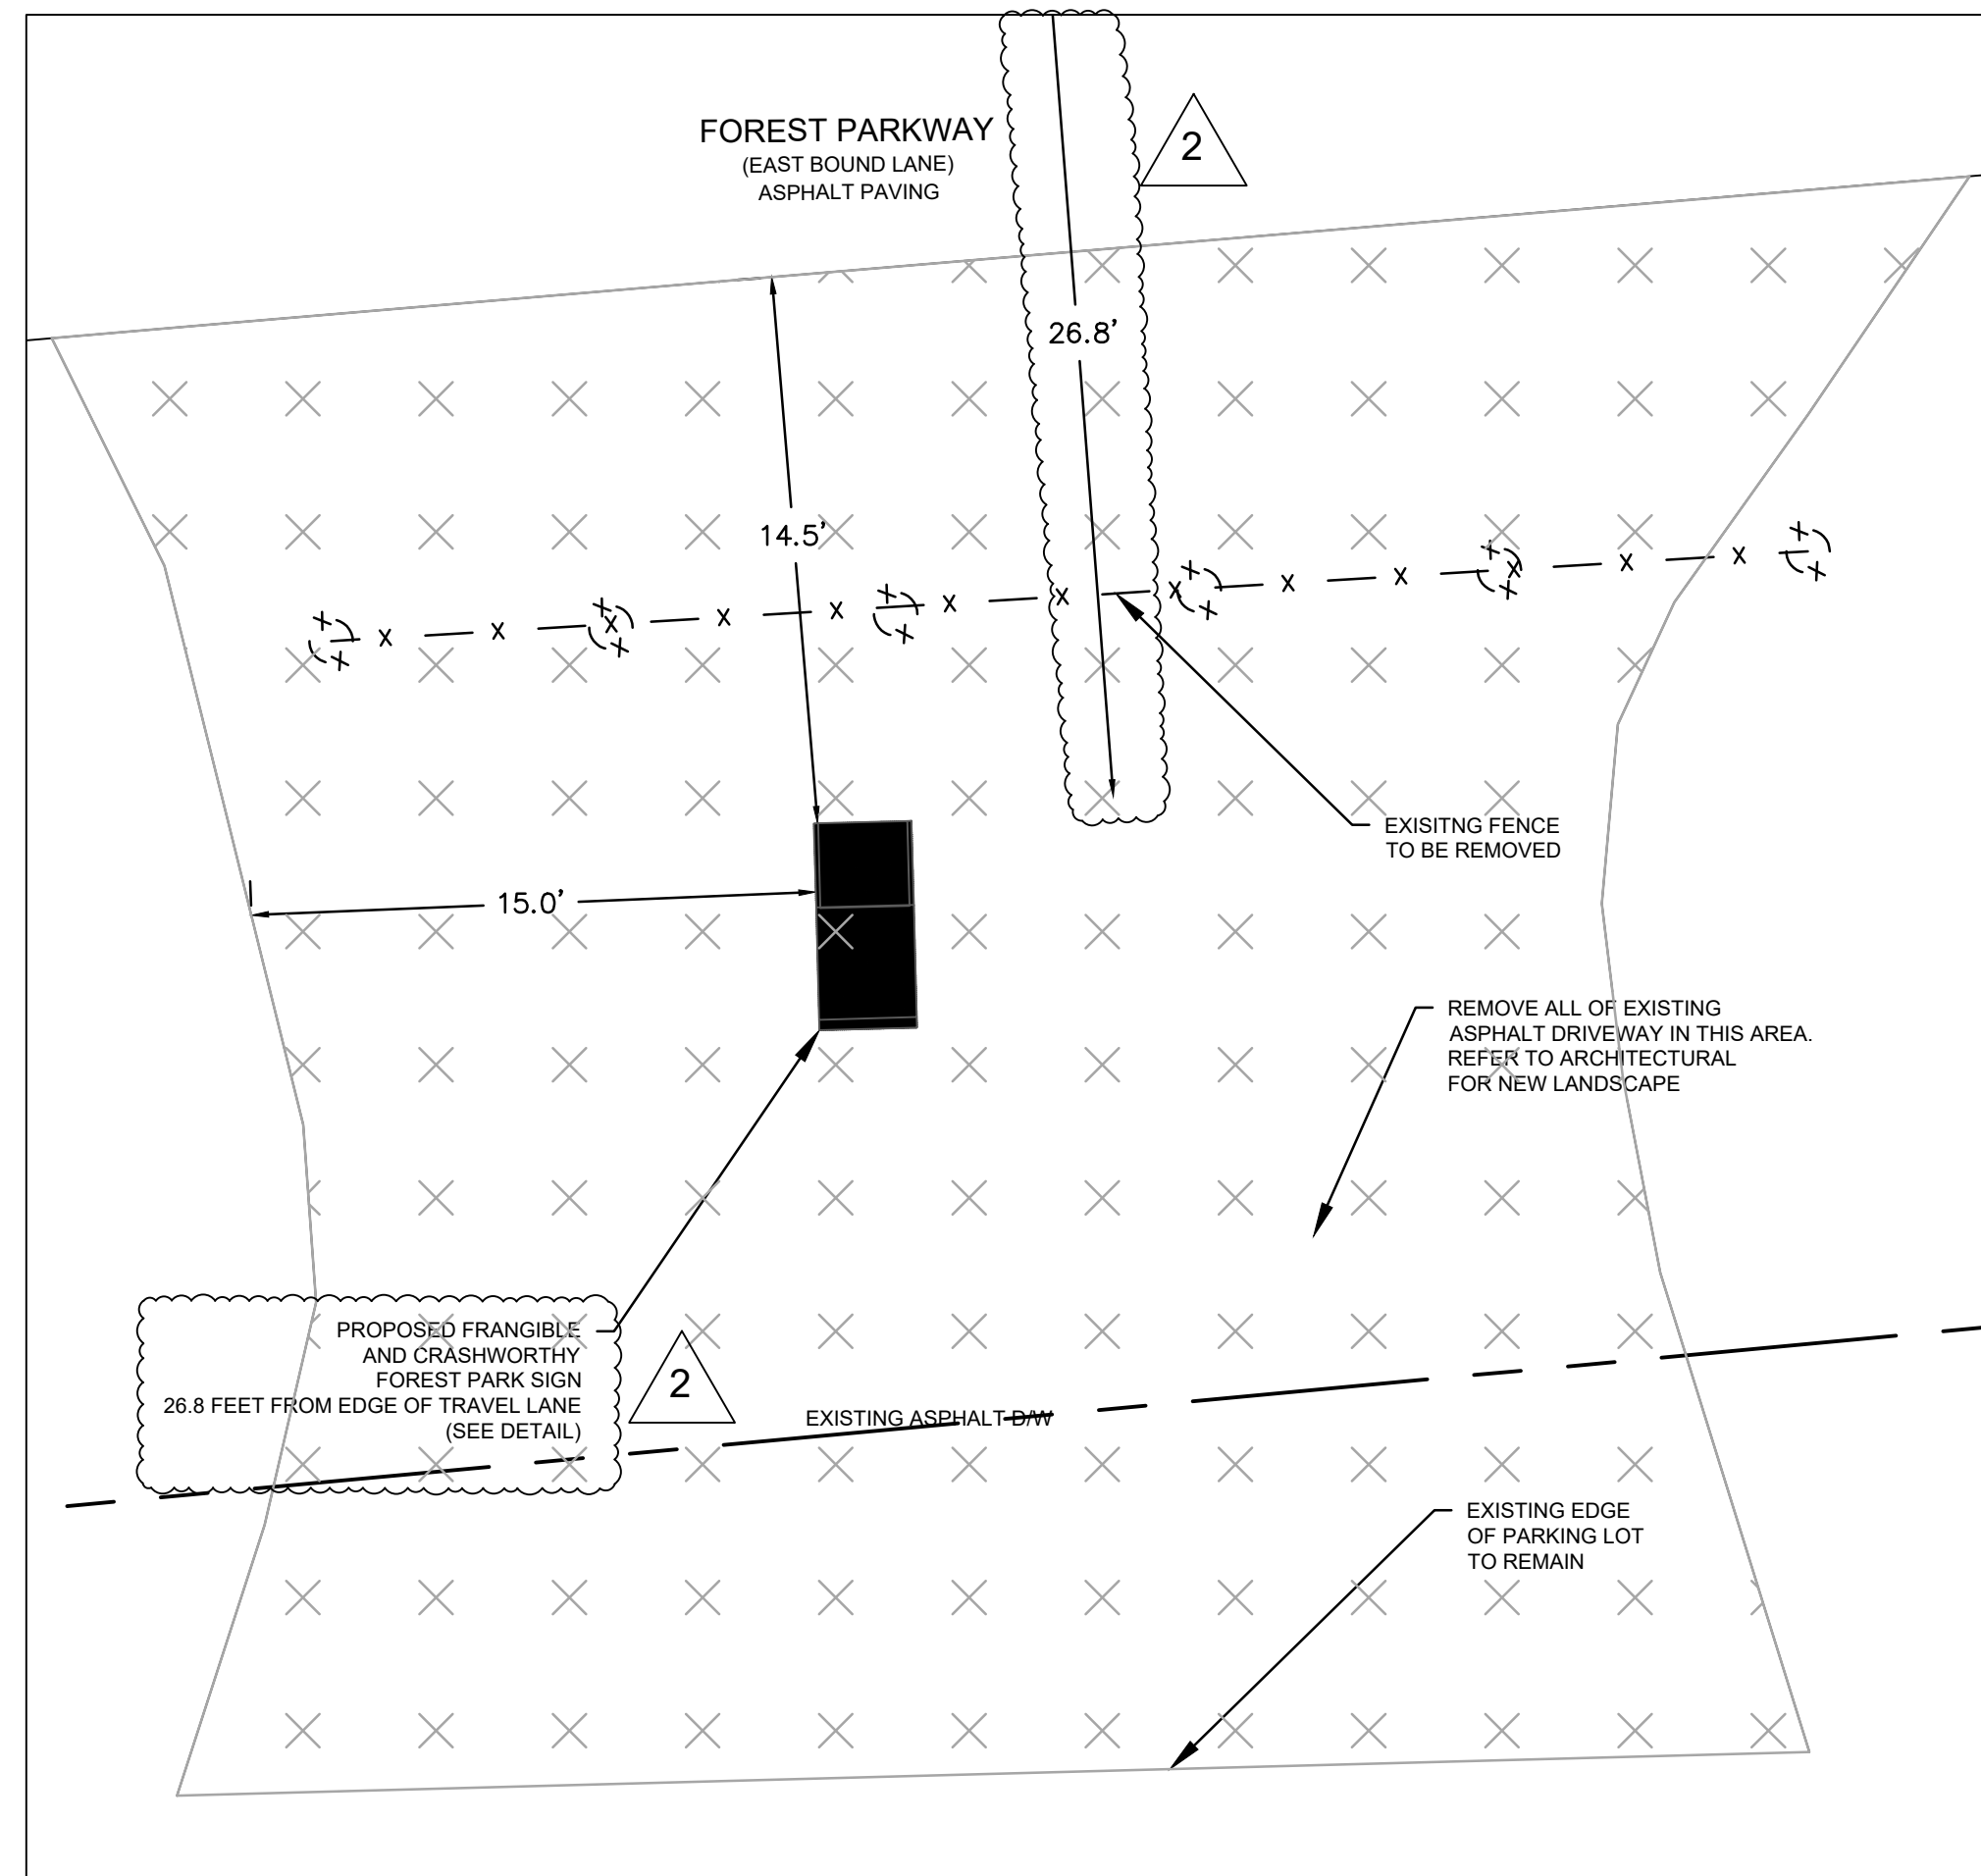 FOREST PARKWAY
(EAST BOUND LANE)
ASPHALT PAVING
2
26.8'
14.5'
15.0'
EXISITNG FENCE
TO BE REMOVED
REMOVE ALL OF EXISTING
ASPHALT DRIVEWAY IN THIS AREA.
REFER TO ARCHITECTURAL
FOR NEW LANDSCAPE
PROPOSED FRANGIBLE
AND CRASHWORTHY
FOREST PARK SIGN
26.8 FEET FROM EDGE OF TRAVEL LANE
(SEE DETAIL)
2
EXISTING ASPHALT D/W
EXISTING EDGE
OF PARKING LOT
TO REMAIN